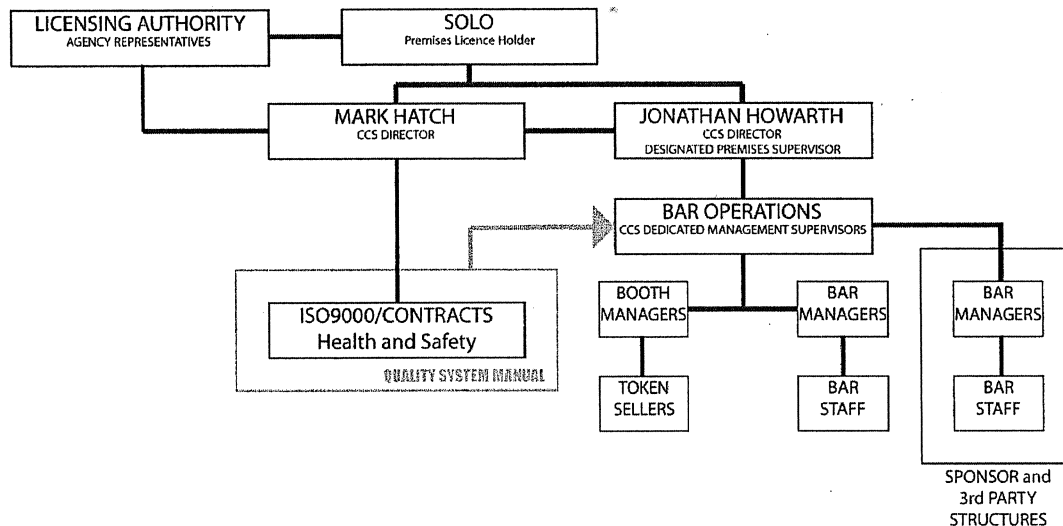 LICENSING AUTHORITY
AGENCY REPRESENTATIVES
SOLO
Premises Licence Holder
MARK HATCH
CCS DIRECTOR
JONATHAN HOWARTH
CCS DIRECTOR
DESIGNATED PREMISES SUPERVISOR
BAR OPERATIONS
CCS DEDICATED MANAGEMENT SUPERVISORS
ISO9000/CONTRACTS
Health and Safety
QUALITY SYSTEM MANUAL
BOOTH
MANAGERS
BAR
MANAGERS
BAR
MANAGERS
TOKEN
SELLERS
BAR
STAFF
BAR
STAFF
SPONSOR and
3rd PARTY
STRUCTURES